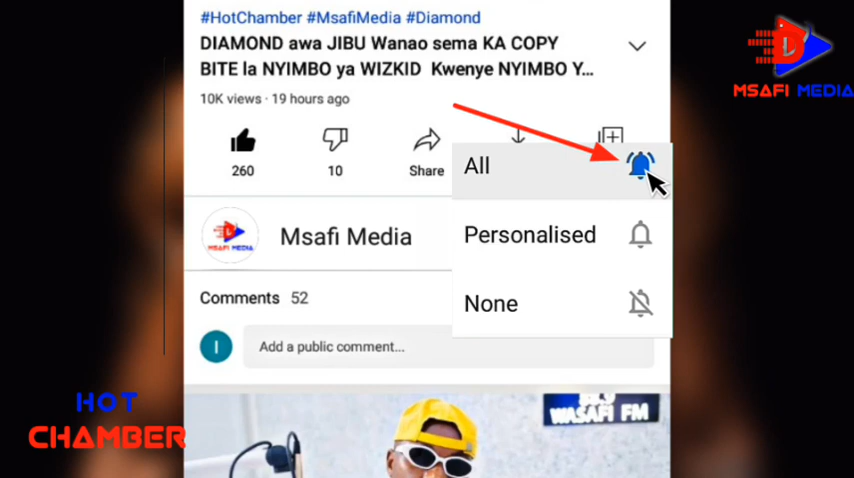 #HotChamber #MsafiMedia #Diamond
DIAMOND awa JIBU Wanao sema KA COPY
BITE la NYIMBO ya WIZKID Kwenye NYIMBO Y...
10K views · 19 hours ago
260
10
Share
All
Personalised
None
MSAFI MEDIA
Msafi Media
Comments 52
I
Add a public comment...
MSAFI MEDIA
HOT
CHAMBER
WASAFI FM